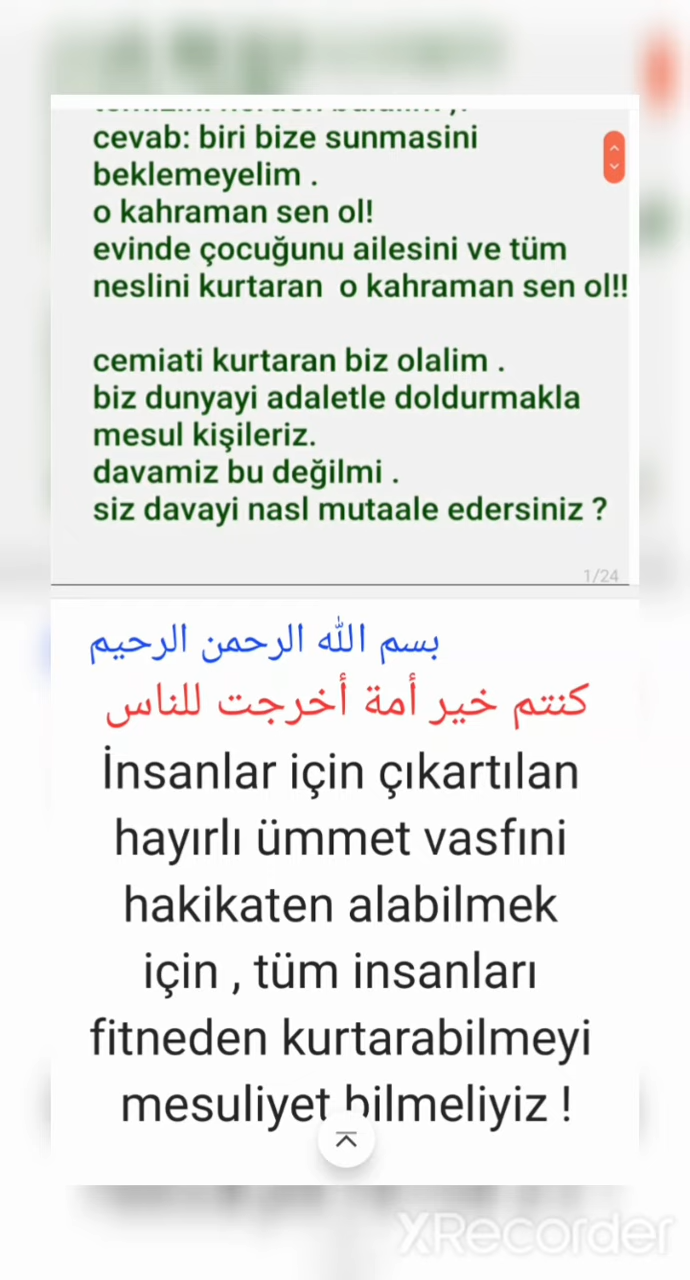 cevab: biri bize sunmasini
beklemeyelim .
o kahraman sen ol!
evinde çocuğunu ailesini ve tüm
neslini kurtaran  o kahraman sen ol!!
cemiati kurtaran biz olalim .
biz dunyayi adaletle doldurmakla
mesul kişileriz.
davamiz bu değilmi .
siz davayi nasl mutaale edersiniz ?
1/24
بسم الله الرحمن الرحيم
كنتم خير أمة أخرجت للناس
İnsanlar için çıkartılan
hayırlı ümmet vasfıni
hakikaten alabilmek
için , tüm insanları
fitneden kurtarabilmeyi
mesuliyet bilmeliyiz !
XRecorder